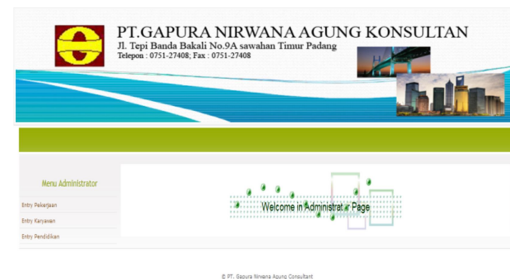 PT.GAPURA NIRWANA AGUNG KONSULTAN
Jl. Tepi Banda Bakali No.9A sawahan Timur Padang
Telepon : 0751-27408; Fax : 0751-27408
Menu Administrator
Entry Pekerjaan
Entry Karyawan
Entry Pendidikan
Welcome in Administrator Page
© PT. Gapura Nirwana Agung Consultant